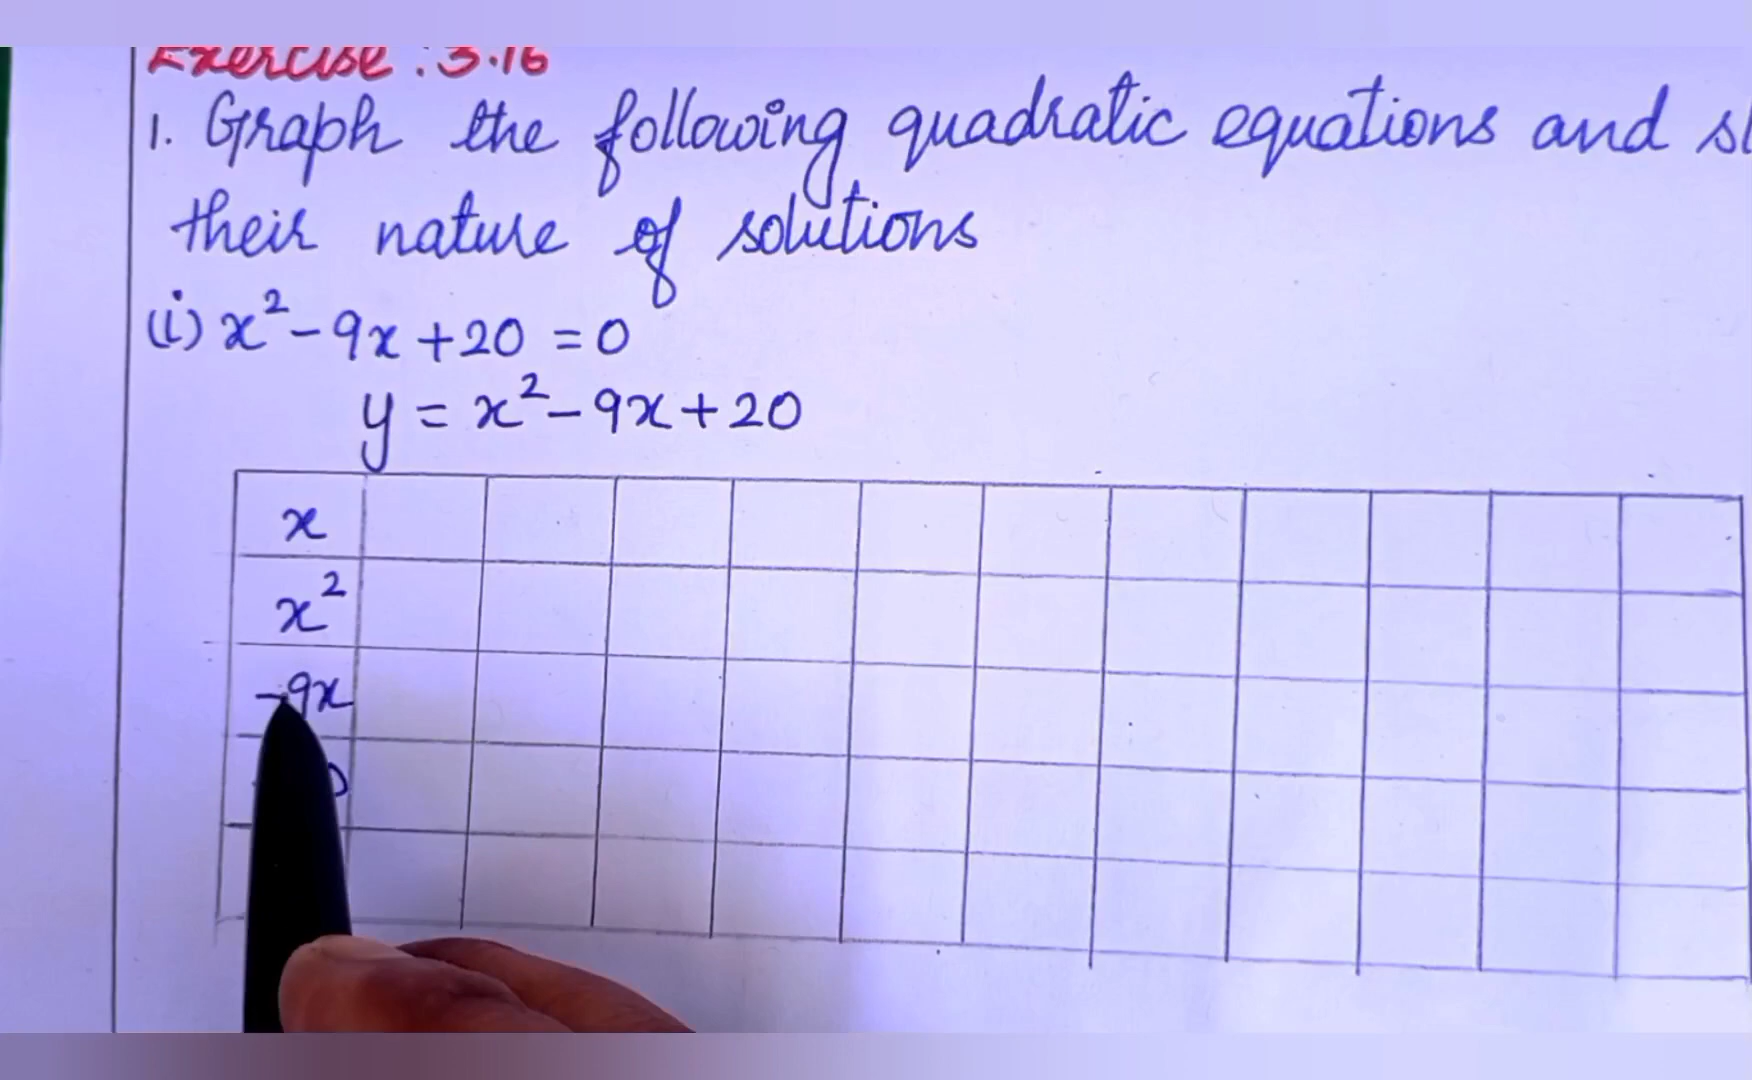 Exercise : 3.16
1. Graph the following quadratic equations and
their nature of solutions
(i) x² - 9x + 20 = 0
y = x² - 9x + 20
x
x²
-9x